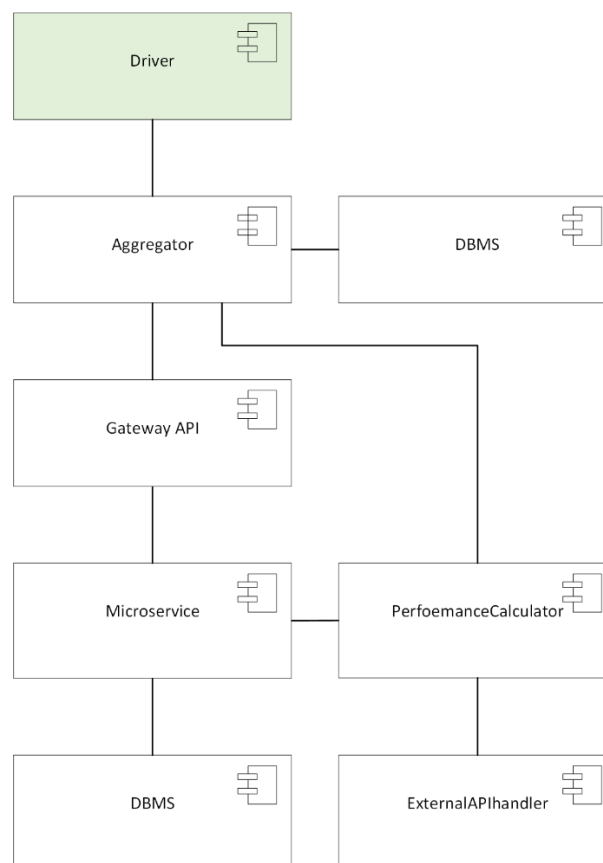 Driver
Aggregator
DBMS
Gateway API
Microservice
PerfoemanceCalculator
DBMS
ExternalAPIhandler